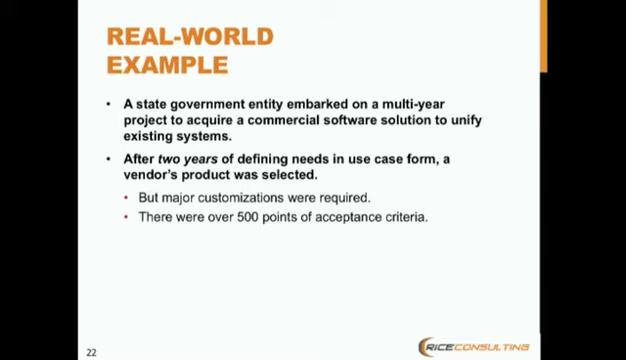 REAL-WORLD
EXAMPLE
• A state government entity embarked on a multi-year
project to acquire a commercial software solution to unify
existing systems.
• After two years of defining needs in use case form, a
vendor's product was selected.
• But major customizations were required.
• There were over 500 points of acceptance criteria.
22
RICECONSULTING